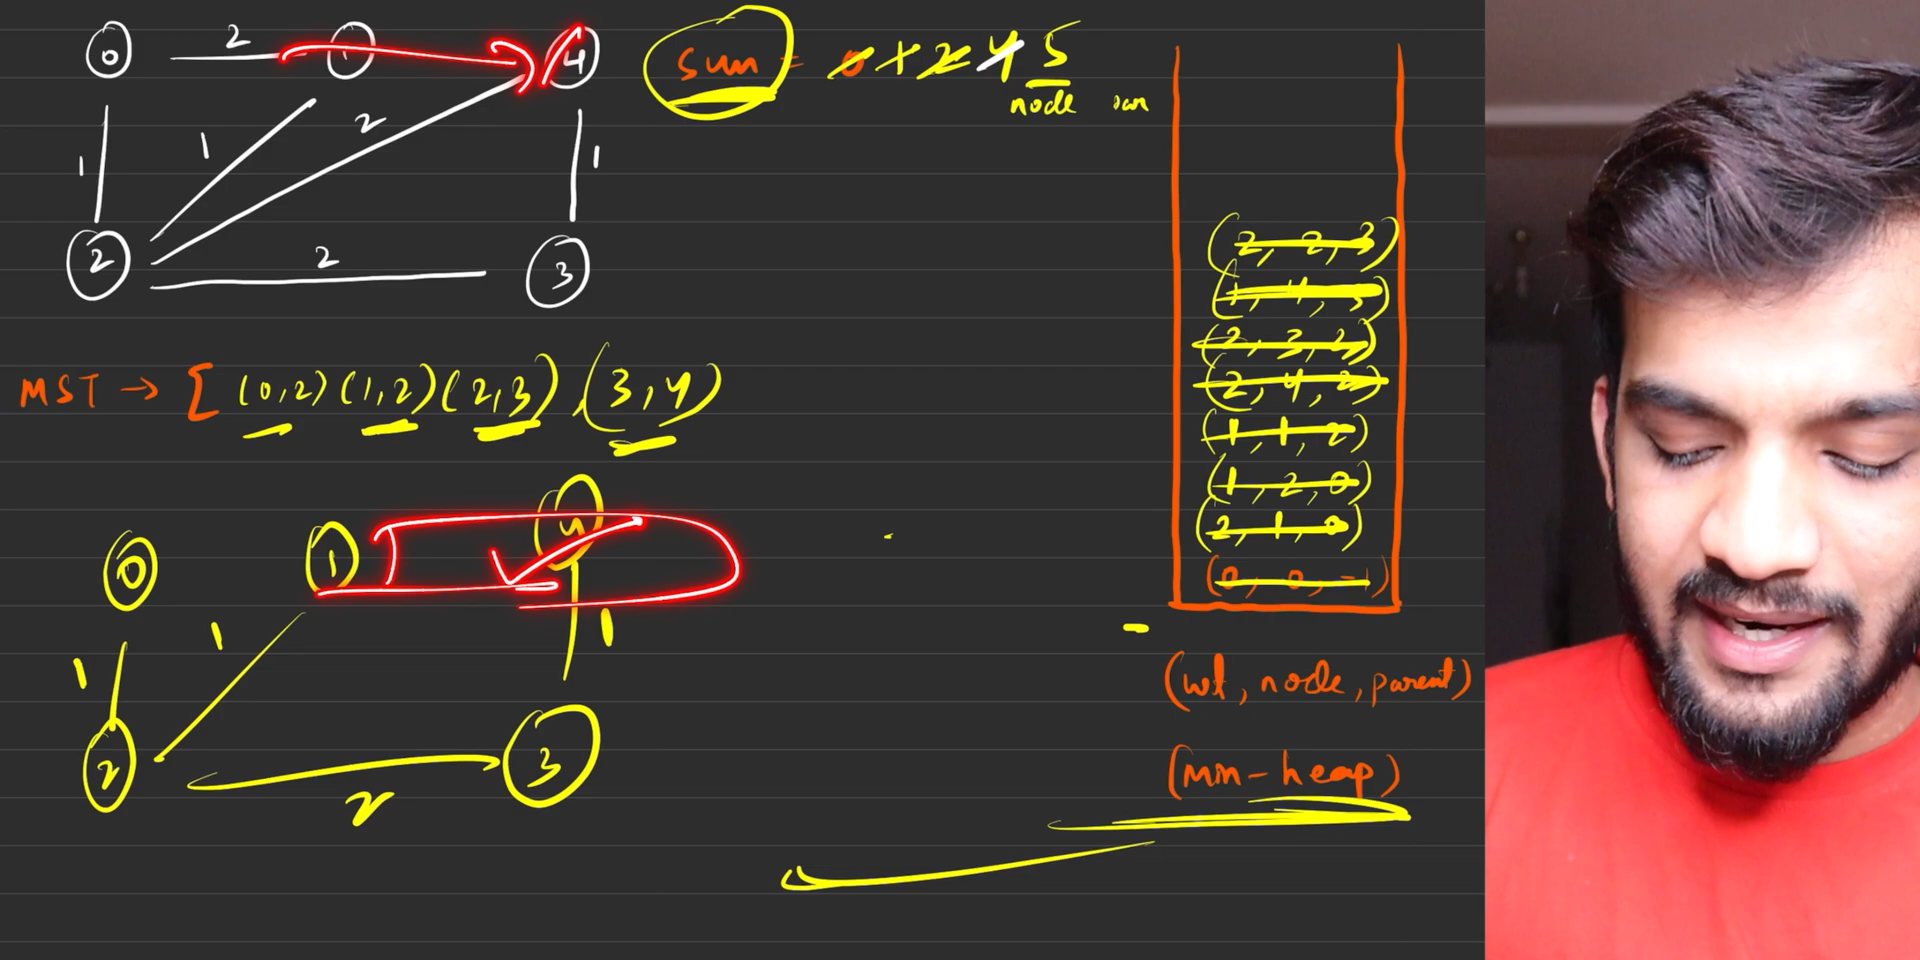 0 2 1 4
sum = 0 1 2 4 5
node
1 1 2 1
2 2 3
(2, 2, 3)
(1, 4, 3)
(2, 3, 2)
(2, 4, 2)
MST → [ (0,2) (1,2) (2,3), (3,4)
(1, 1, 2)
(1, 2, 0)
(2, 1, 0)
(0, 0, -1)
0 1 4
1 1 1
2 2 3
(wt, node, parent)
(min-heap)